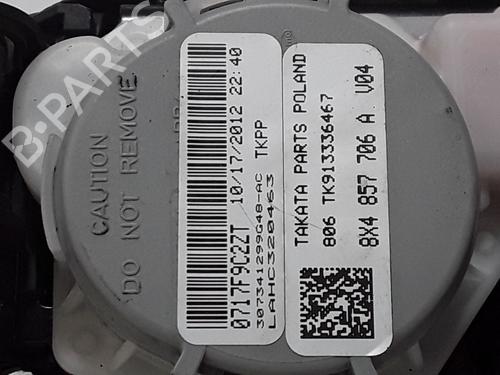 B-PARTS
CAUTION
DO NOT REMOVE
0717F9C2ZT 10/17/2012 22:40
307341299G48-AC TKPP
LAHC320463
TAKATA PARTS POLAND
806 TK913336467
8X4 857 706 A V04